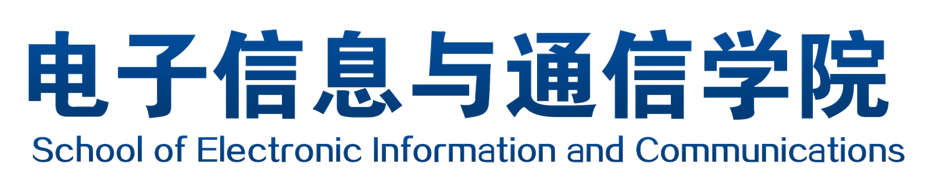 电子信息与通信学院
School of Electronic Information and Communications